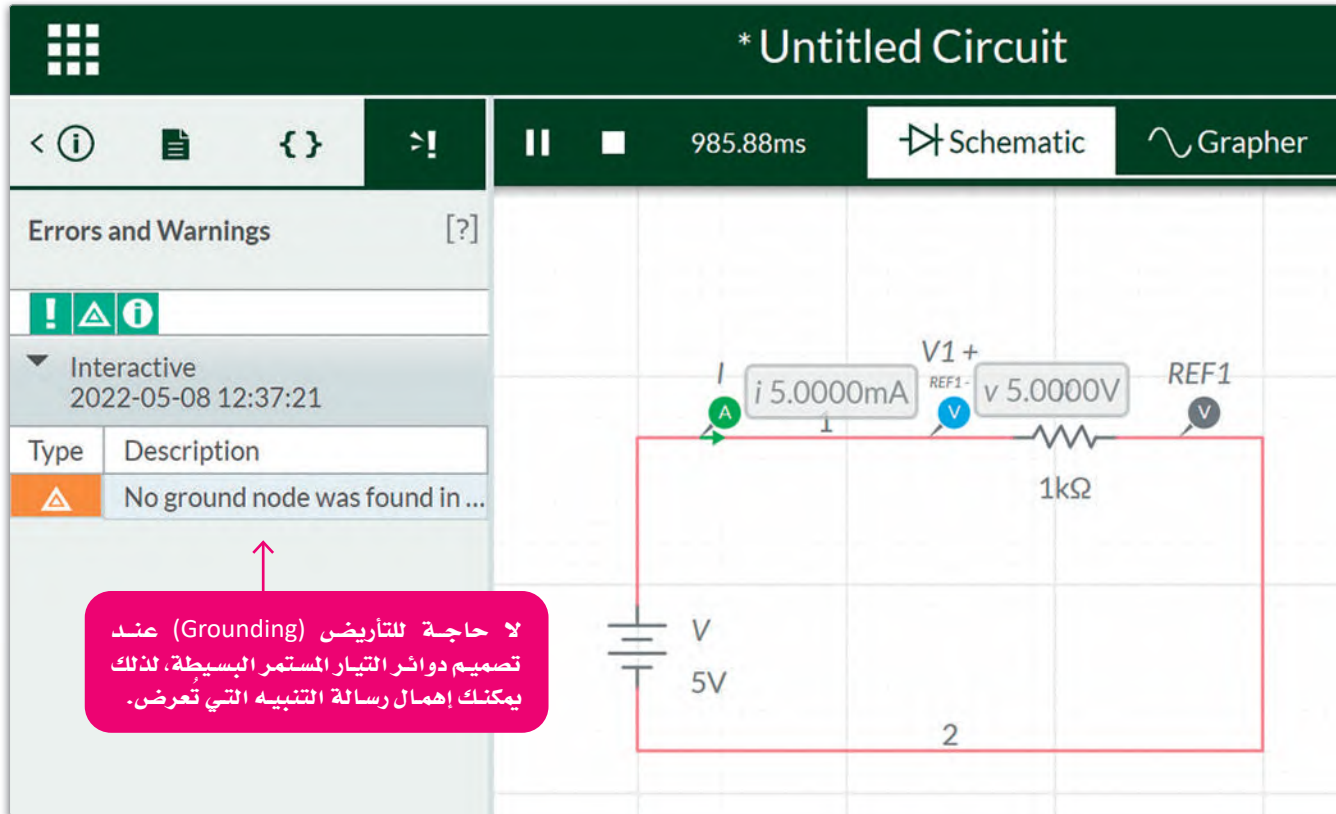 * Untitled Circuit
985.88ms
Schematic
Grapher
Errors and Warnings
[?]
Interactive
2022-05-08 12:37:21
Type Description
No ground node was found in ...
لا حاجة للتأريض (Grounding) عند
تصميم دوائر التيار المستمر البسيطة، لذلك
يمكنك إهمال رسالة التنبيه التي تُعرض.
I
A
i 5.0000mA
1
V1 +
REF1 -
V
v 5.0000V
REF1
V
1kΩ
V
5V
2